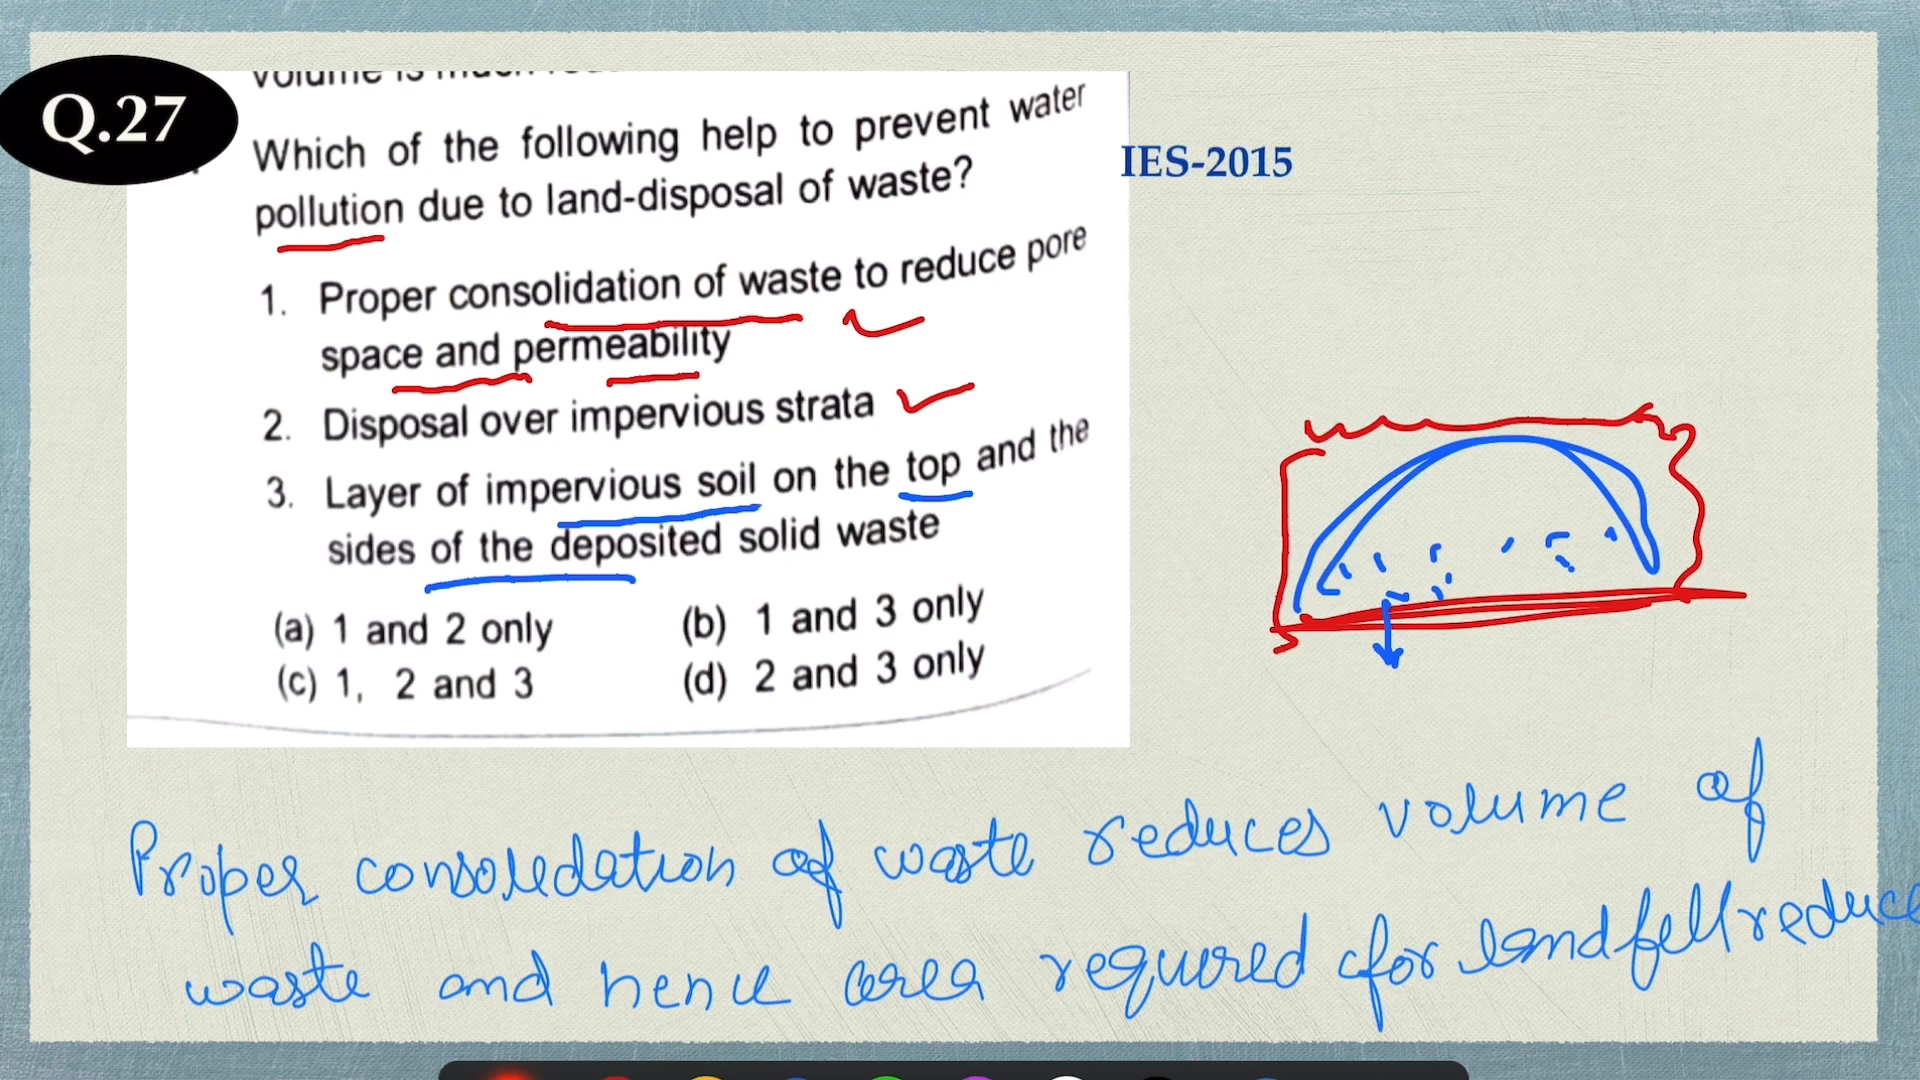 Q.27
Which of the following help to prevent water
pollution due to land-disposal of waste?
IES-2015
1. Proper consolidation of waste to reduce pore
space and permeability
2. Disposal over impervious strata
3. Layer of impervious soil on the top and the
sides of the deposited solid waste
(a) 1 and 2 only (b) 1 and 3 only
(c) 1, 2 and 3 (d) 2 and 3 only
Proper consoledation of waste reduces volume of
waste and hence area required for landfell reduce